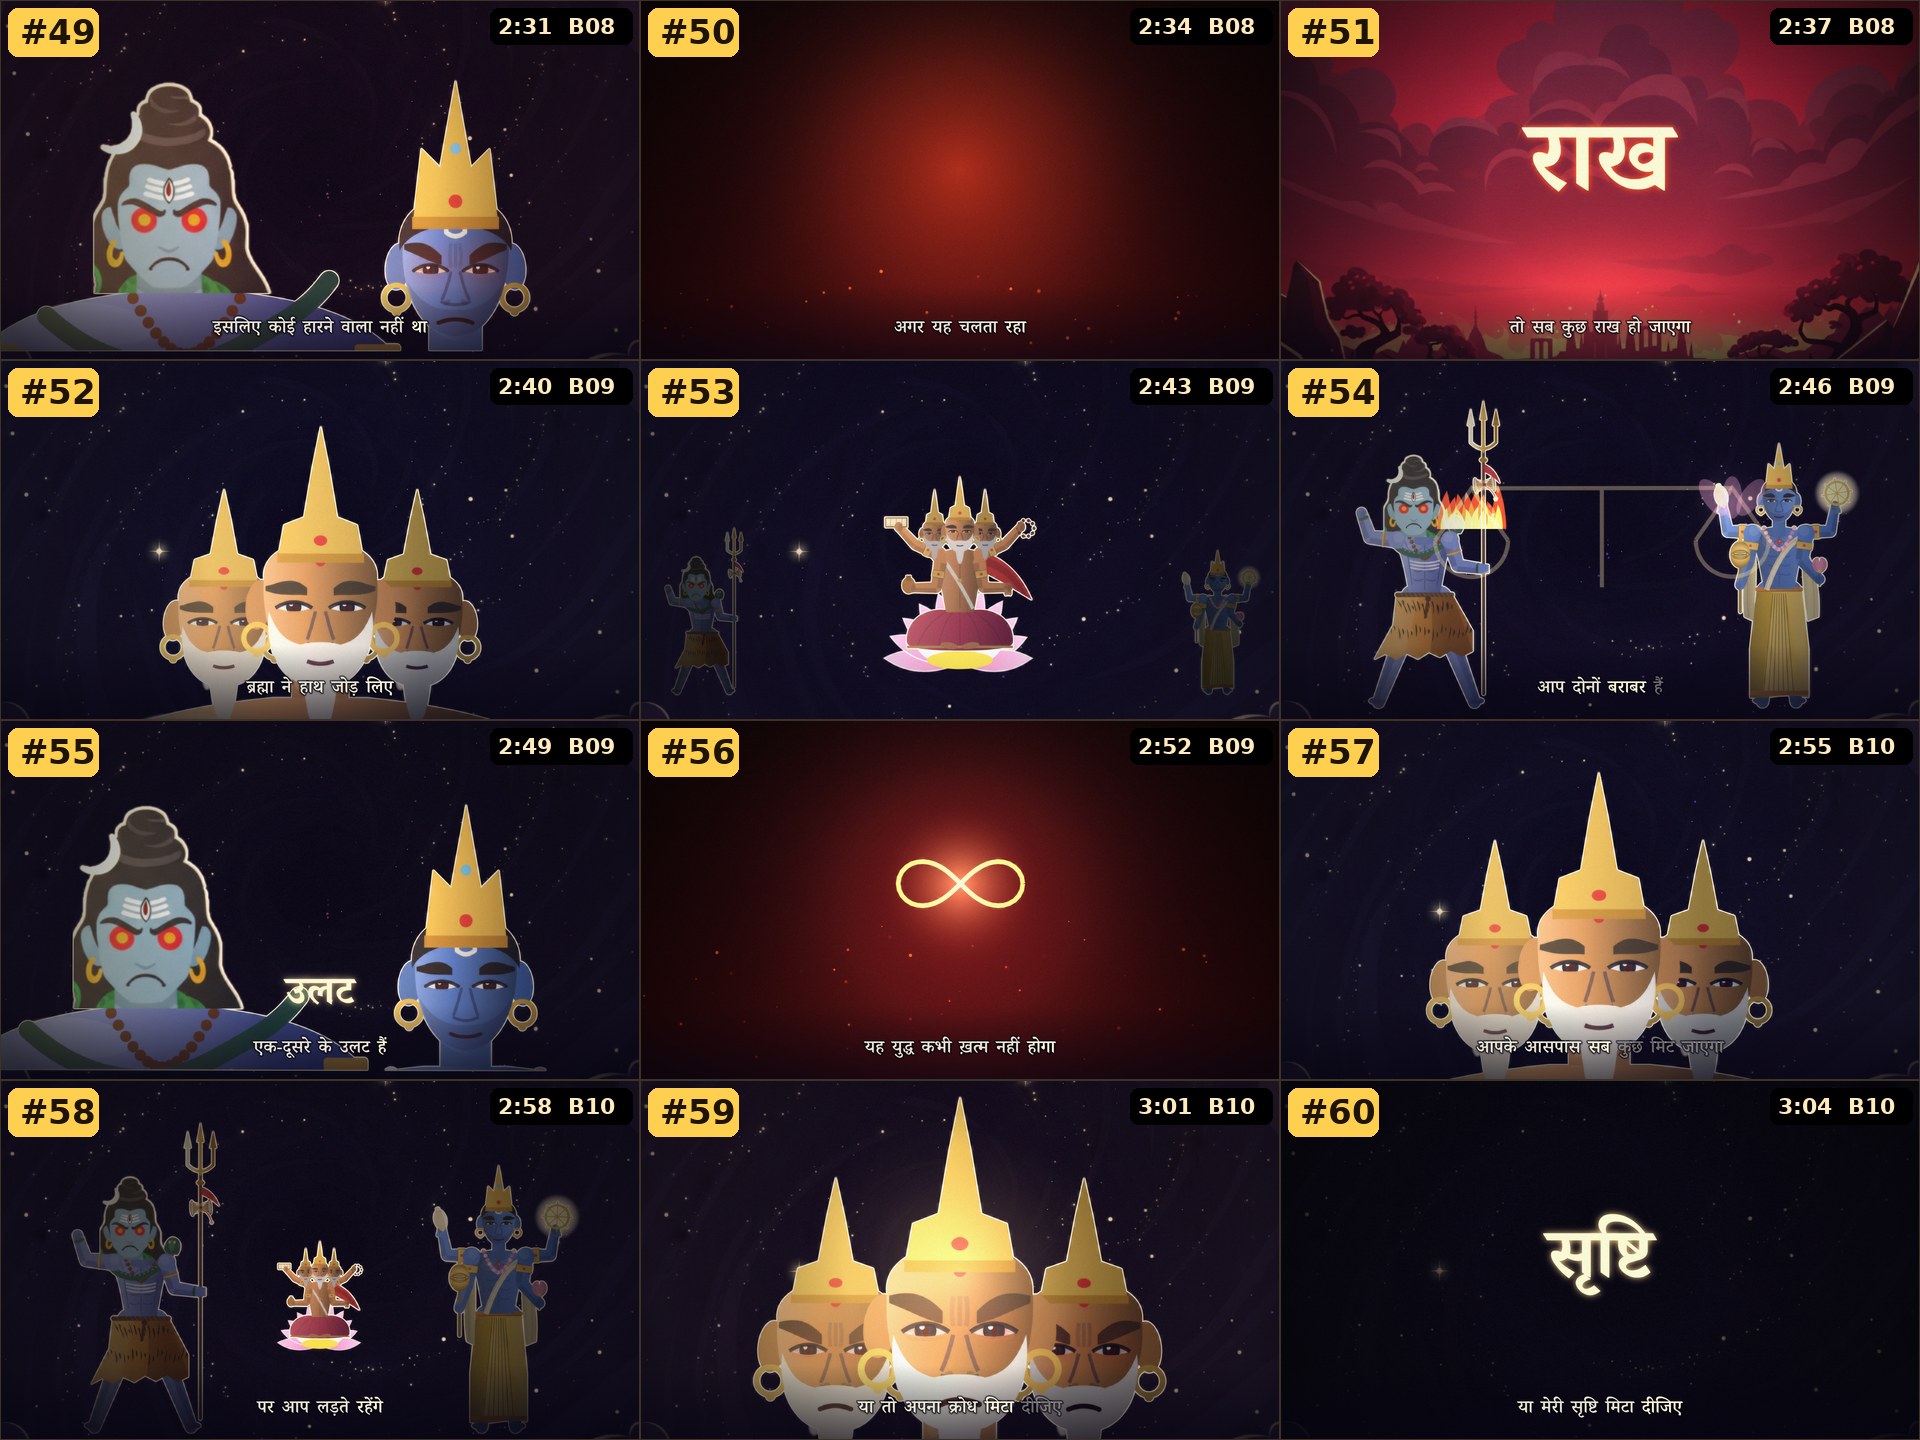 #49
2:31 B08
इसलिए कोई हारने वाला नहीं था
#50
2:34 B08
अगर यह चलता रहा
#51
2:37 B08
राख
तो सब कुछ राख हो जाएगा
#52
2:40 B09
ब्रह्मा ने हाथ जोड़ लिए
#53
2:43 B09
#54
2:46 B09
आप दोनों बराबर हैं
#55
2:49 B09
उलट
एक-दूसरे के उलट हैं
#56
2:52 B09
यह युद्ध कभी ख़त्म नहीं होगा
#57
2:55 B10
आपके आसपास सब कुछ मिट जाएगा
#58
2:58 B10
पर आप लड़ते रहेंगे
#59
3:01 B10
या तो अपना क्रोध मिटा दीजिए
#60
3:04 B10
सृष्टि
या मेरी सृष्टि मिटा दीजिए